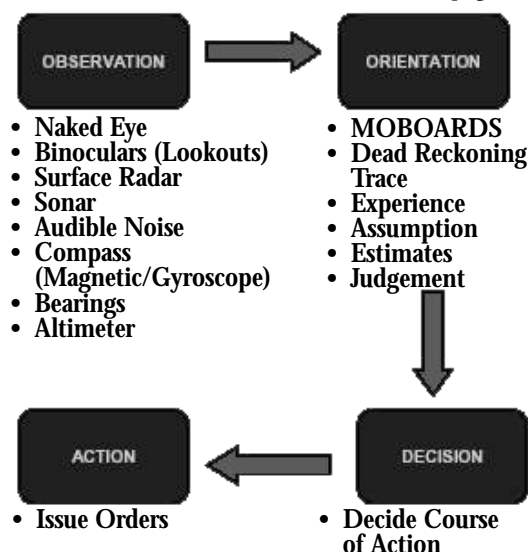 OBSERVATION
• Naked Eye
• Binoculars (Lookouts)
• Surface Radar
• Sonar
• Audible Noise
• Compass
(Magnetic/Gyroscope)
• Bearings
• Altimeter
ORIENTATION
• MOBOARDS
• Dead Reckoning
Trace
• Experience
• Assumption
• Estimates
• Judgement
DECISION
• Decide Course
of Action
ACTION
• Issue Orders